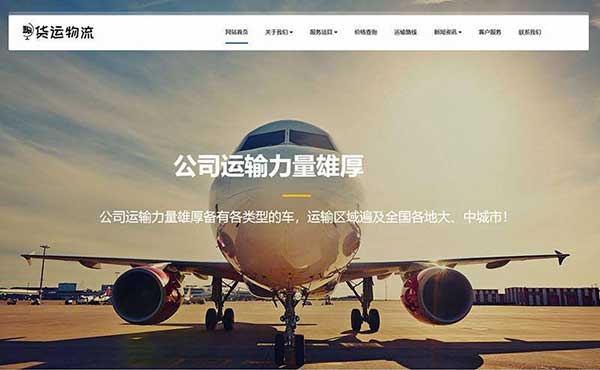 货运物流
网站首页 关于我们 服务项目 价格查询 运输路线 新闻资讯 客户服务 联系我们
公司运输力量雄厚
公司运输力量雄厚备有各类型的车，运输区域遍及全国各地大、中城市！